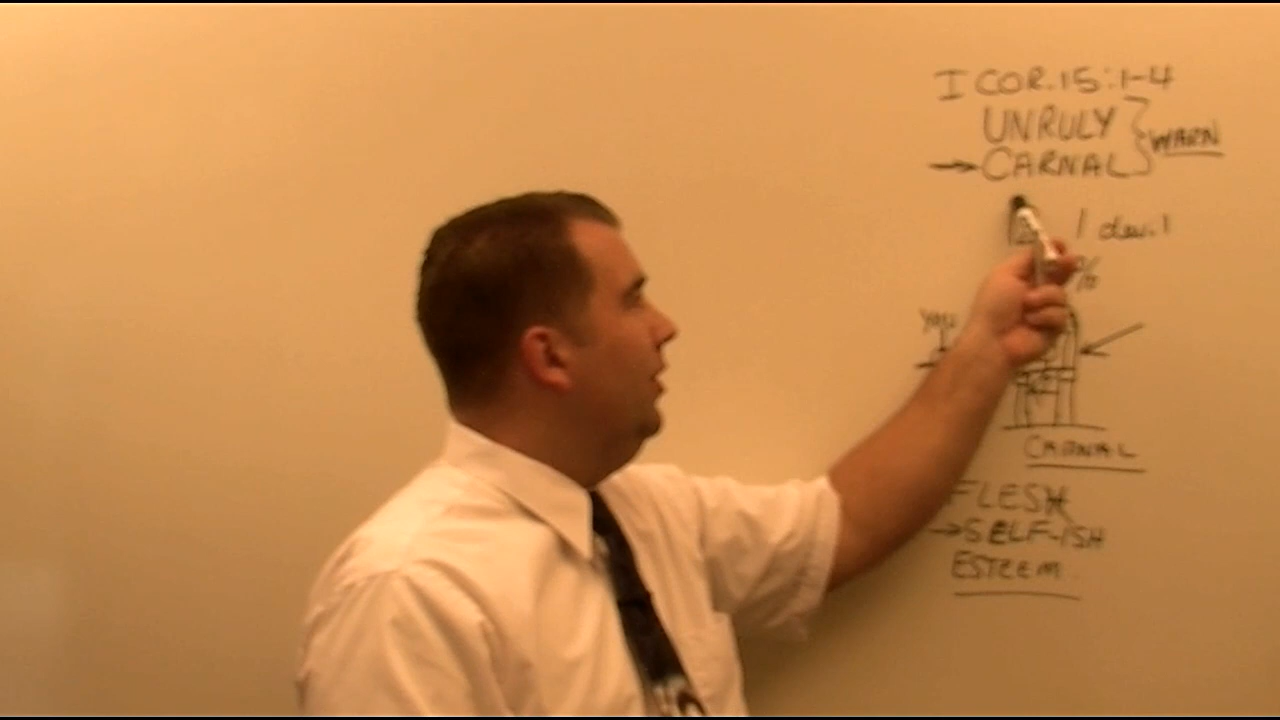 I COR. 15:1-4
UNRULY
→CARNAL } WARN
1 devil
%
YOU
CARNAL
FLESH
→SELF-ISH
ESTEEM